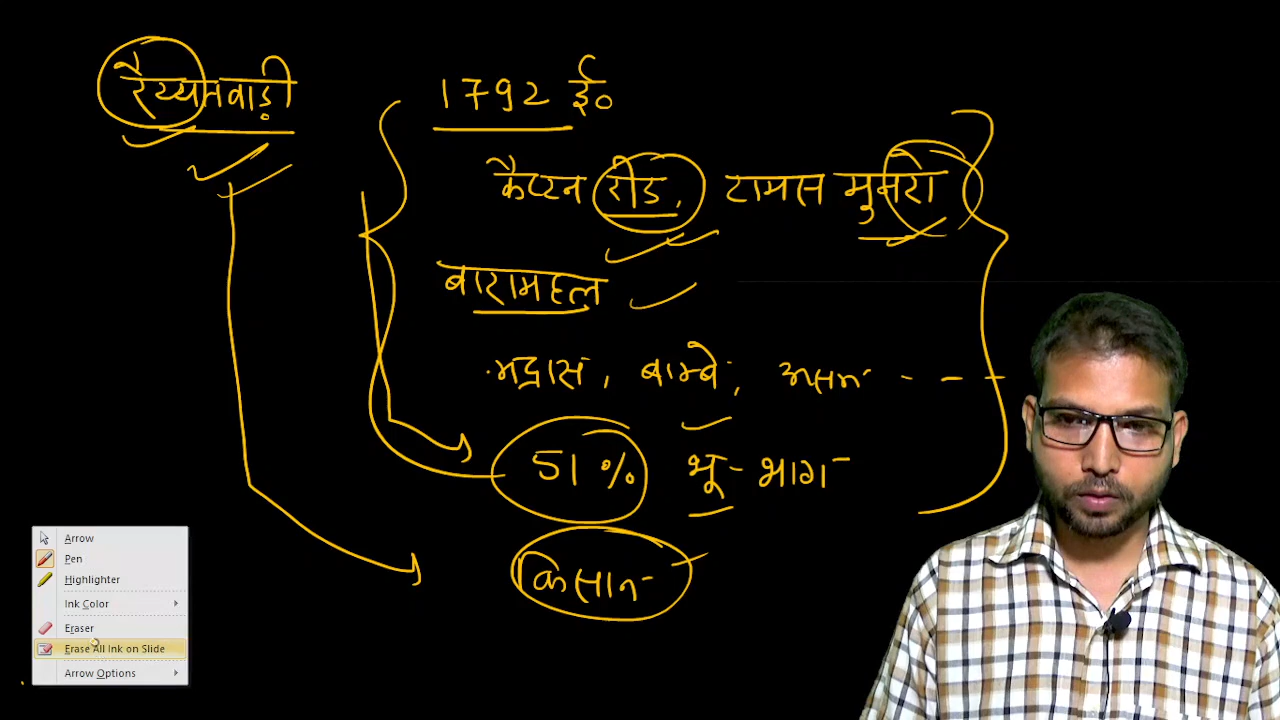 रैय्यतवाड़ी
1792 ई०
कैप्टन रीड, टामस मुनरो
बारामहल
मद्रास, बाम्बे, असम - - -
51% भू-भाग
किसान
Arrow
Pen
Highlighter
Ink Color
Eraser
Erase All Ink on Slide
Arrow Options